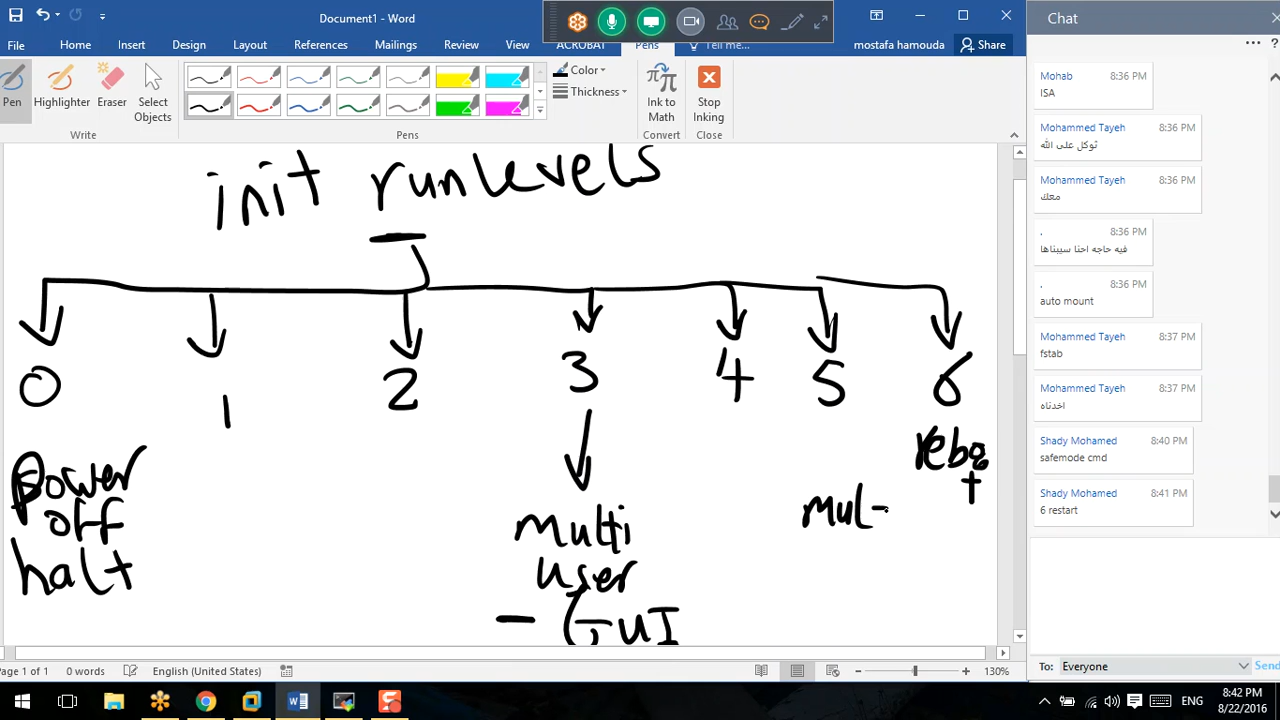 Document1 - Word
File
Home
Insert
Design
Layout
References
Mailings
Review
View
ACROBAT
Pens
Tell me...
mostafa hamouda
Share
Pen
Highlighter
Eraser
Select Objects
Color
Thickness
Ink to Math
Stop Inking
Write
Pens
Convert
Close
init runlevels
0 1 2 3 4 5 6
power off halt
multi user
- GUI
mul-
reboot
Page 1 of 1
0 words
English (United States)
130%
Chat
Mohab 8:36 PM
ISA
Mohammed Tayeh 8:36 PM
توكل على الله
Mohammed Tayeh 8:36 PM
معك
. 8:36 PM
فيه حاجه احنا سيبناها
. 8:36 PM
auto mount
Mohammed Tayeh 8:37 PM
fstab
Mohammed Tayeh 8:37 PM
اخدناه
Shady Mohamed 8:40 PM
safemode cmd
Shady Mohamed 8:41 PM
6 restart
To: Everyone
Send
ENG
8:42 PM
8/22/2016